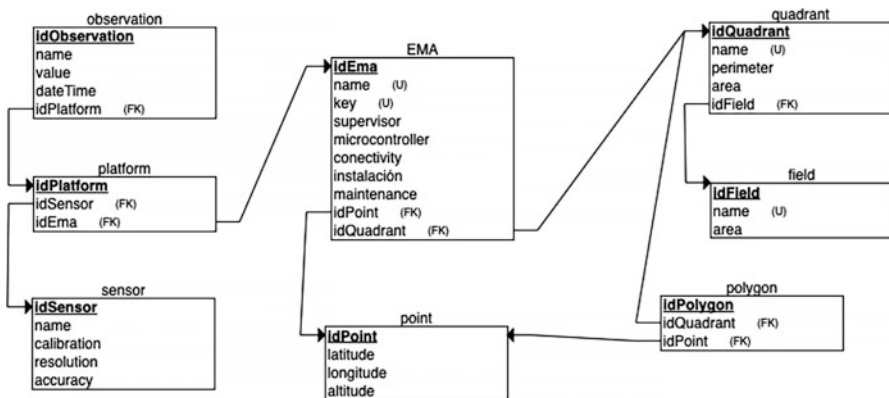 observation
idObservation
name
value
dateTime
idPlatform (FK)
platform
idPlatform
idSensor (FK)
idEma (FK)
sensor
idSensor
name
calibration
resolution
accuracy
EMA
idEma
name (U)
key (U)
supervisor
microcontroller
conectivity
instalación
maintenance
idPoint (FK)
idQuadrant (FK)
point
idPoint
latitude
longitude
altitude
quadrant
idQuadrant
name (U)
perimeter
area
idField (FK)
field
idField
name (U)
area
polygon
idPolygon
idQuadrant (FK)
idPoint (FK)